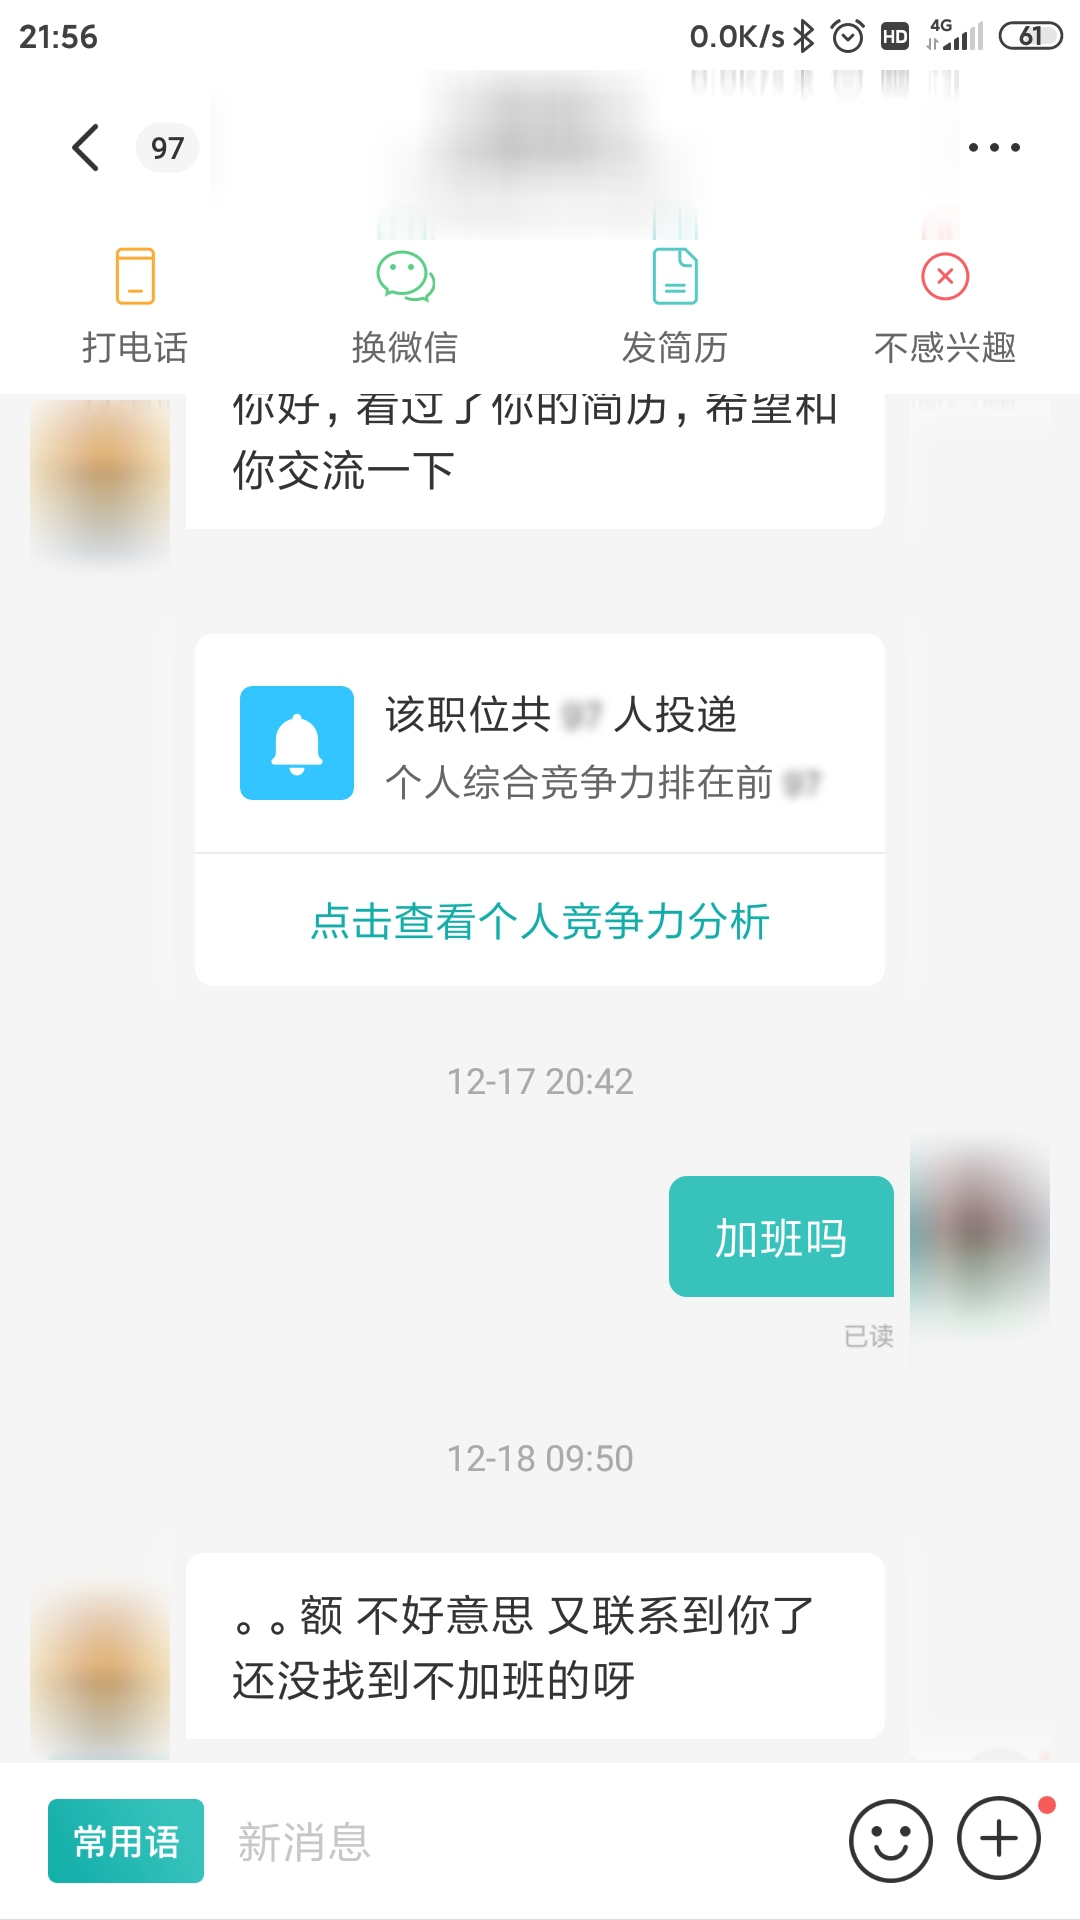 21:56 0.0K/s HD 4G 61
97
打电话 换微信 发简历 不感兴趣
你好，看过了你的简历，希望和
你交流一下
该职位共 人投递
个人综合竞争力排在前
点击查看个人竞争力分析
12-17 20:42
加班吗
已读
12-18 09:50
。。额 不好意思 又联系到你了
还没找到不加班的呀
常用语 新消息